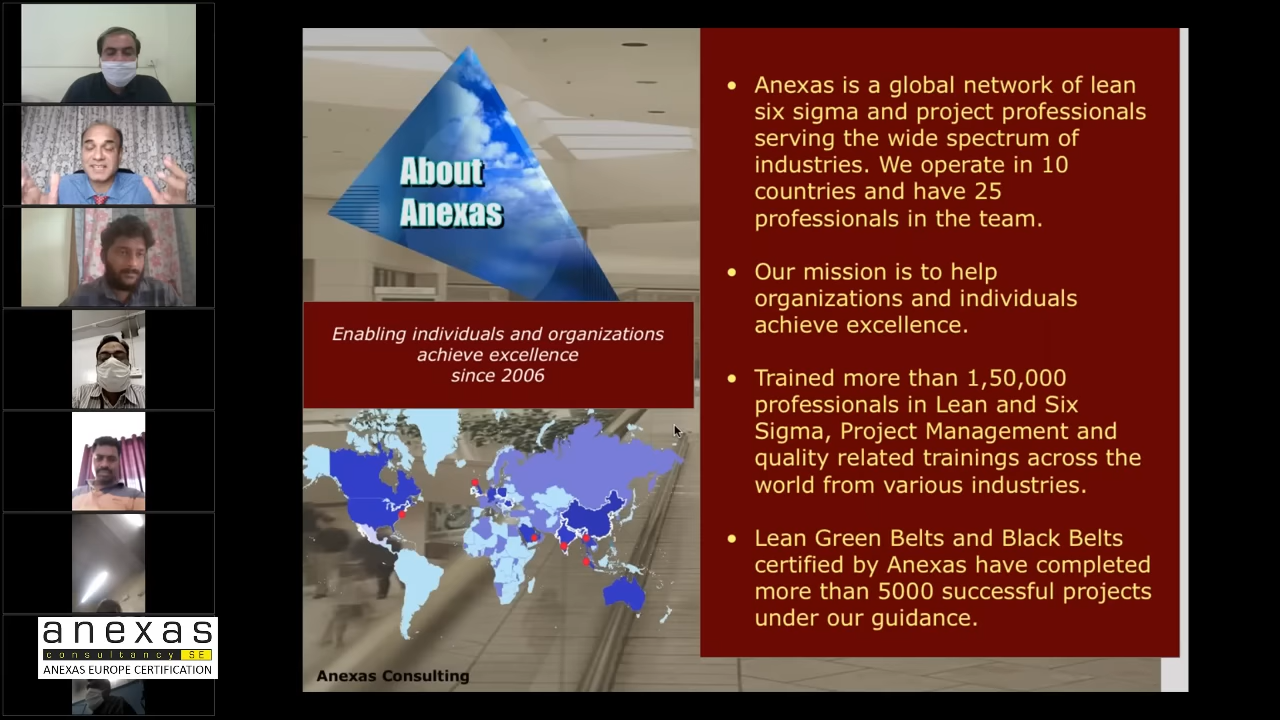 About
Anexas
Enabling individuals and organizations
achieve excellence
since 2006
Anexas Consulting
• Anexas is a global network of lean
six sigma and project professionals
serving the wide spectrum of
industries. We operate in 10
countries and have 25
professionals in the team.
• Our mission is to help
organizations and individuals
achieve excellence.
• Trained more than 1,50,000
professionals in Lean and Six
Sigma, Project Management and
quality related trainings across the
world from various industries.
• Lean Green Belts and Black Belts
certified by Anexas have completed
more than 5000 successful projects
under our guidance.
anexas
consultancy SE
ANEXAS EUROPE CERTIFICATION